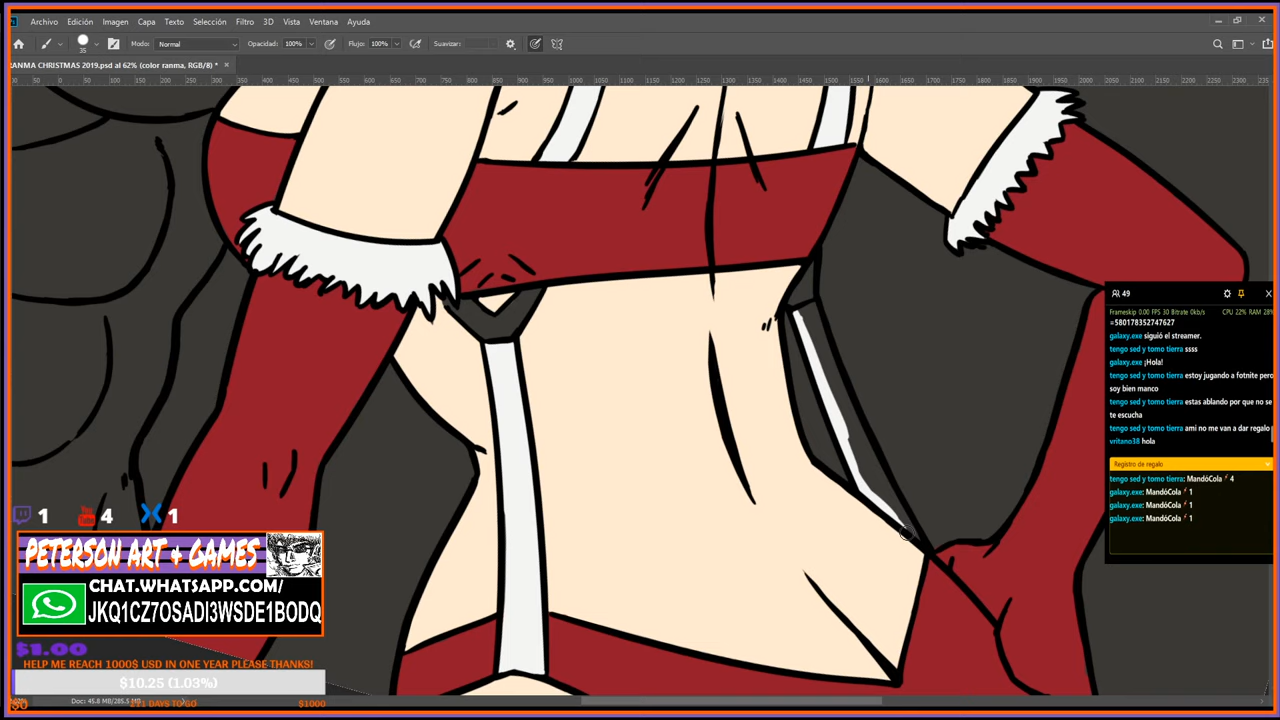 Archivo Edición Imagen Capa Texto Selección Filtro 3D Vista Ventana Ayuda
35 Modo: Normal Opacidad: 100% Flujo: 100% Suavizar:
RANMA CHRISTMAS 2019.psd al 62% (color ranma, RGB/8) *
49
Frameskip 0.00 FPS 30 Bitrate 0kb/s CPU 22% RAM 28%
=580178352747627
galaxy.exe siguió el streamer.
tengo sed y tomo tierra ssss
galaxy.exe ¡Hola!
tengo sed y tomo tierra estoy jugando a fotnite pero
soy bien manco
tengo sed y tomo tierra estas ablando por que no se
te escucha
tengo sed y tomo tierra ami no me van a dar regalo
vritano38 hola
Registro de regalo
tengo sed y tomo tierra: MandóCola 4
galaxy.exe: MandóCola 1
galaxy.exe: MandóCola 1
galaxy.exe: MandóCola 1
1 4 1
PETERSON ART & GAMES
CHAT.WHATSAPP.COM/
JKQ1CZ7OSADI3WSDE1BODQ
$1.00
HELP ME REACH 1000$ USD IN ONE YEAR PLEASE THANKS!
$10.25 (1.03%)
DAYS TO GO
$0 $1000